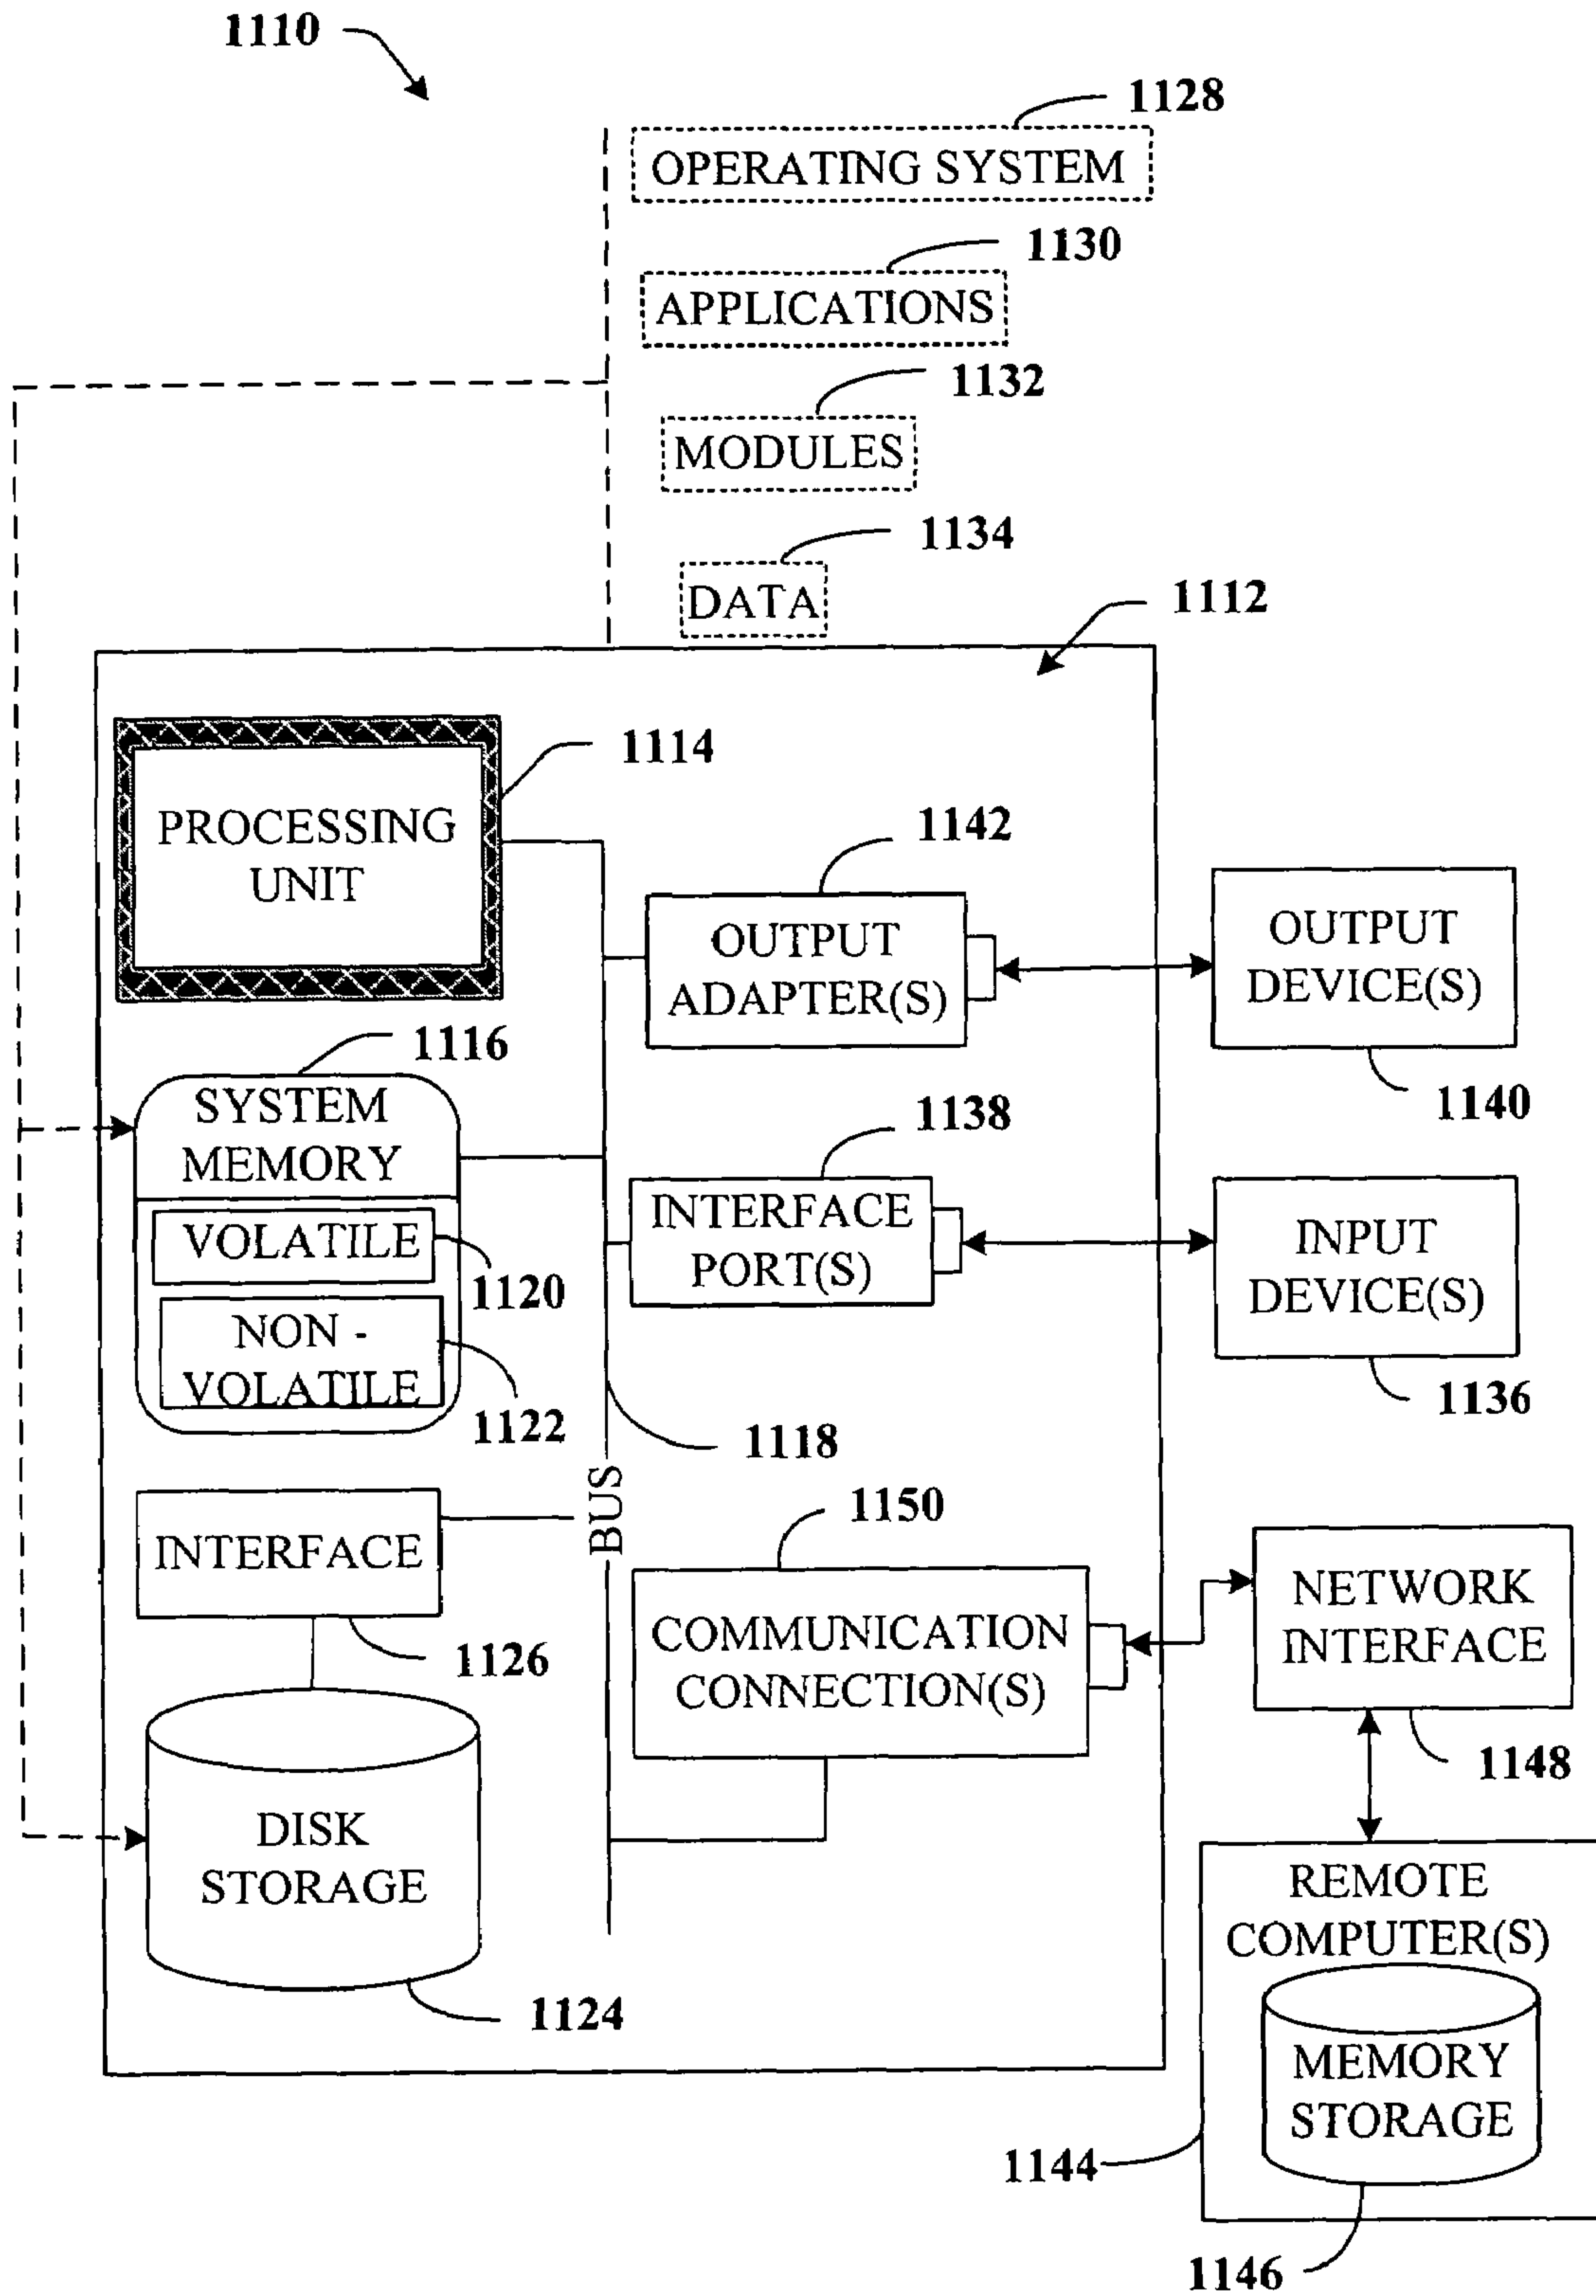 1110
1128
OPERATING SYSTEM
1130
APPLICATIONS
1132
MODULES
1134
DATA
1112
1114
PROCESSING
UNIT
1142
OUTPUT
ADAPTER(S)
OUTPUT
DEVICE(S)
1140
1116
SYSTEM
MEMORY
VOLATILE
1120
NON -
VOLATILE
1122
1138
INTERFACE
PORT(S)
INPUT
DEVICE(S)
1136
1118
BUS
INTERFACE
1126
1150
COMMUNICATION
CONNECTION(S)
NETWORK
INTERFACE
1148
DISK
STORAGE
1124
REMOTE
COMPUTER(S)
MEMORY
STORAGE
1144
1146